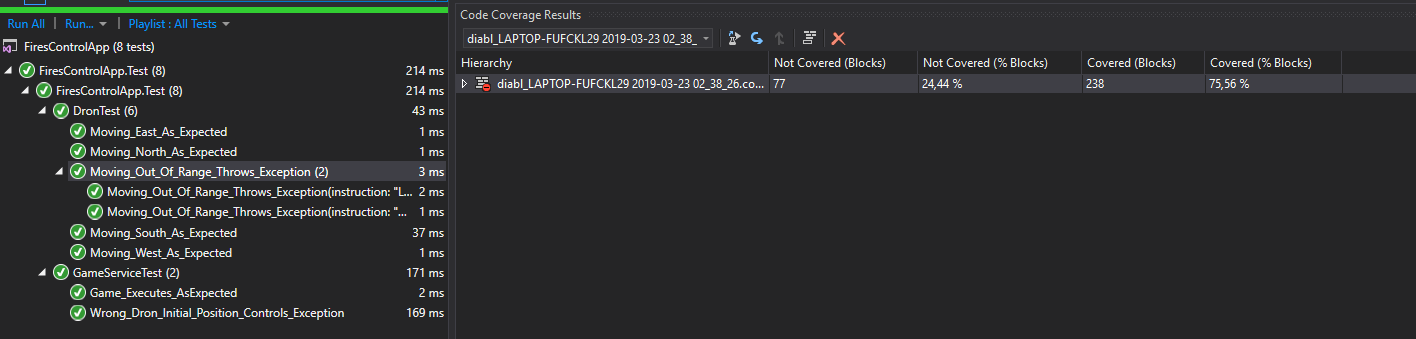 Run All | Run... | Playlist : All Tests
FiresControlApp (8 tests)
FiresControlApp.Test (8) 214 ms
FiresControlApp.Test (8) 214 ms
DronTest (6) 43 ms
Moving_East_As_Expected 1 ms
Moving_North_As_Expected 1 ms
Moving_Out_Of_Range_Throws_Exception (2) 3 ms
Moving_Out_Of_Range_Throws_Exception(instruction: "L... 2 ms
Moving_Out_Of_Range_Throws_Exception(instruction: "... 1 ms
Moving_South_As_Expected 37 ms
Moving_West_As_Expected 1 ms
GameServiceTest (2) 171 ms
Game_Executes_AsExpected 2 ms
Wrong_Dron_Initial_Position_Controls_Exception 169 ms
Code Coverage Results
diabl_LAPTOP-FUFCKL29 2019-03-23 02_38_
Hierarchy Not Covered (Blocks) Not Covered (% Blocks) Covered (Blocks) Covered (% Blocks)
diabl_LAPTOP-FUFCKL29 2019-03-23 02_38_26.co... 77 24,44 % 238 75,56 %